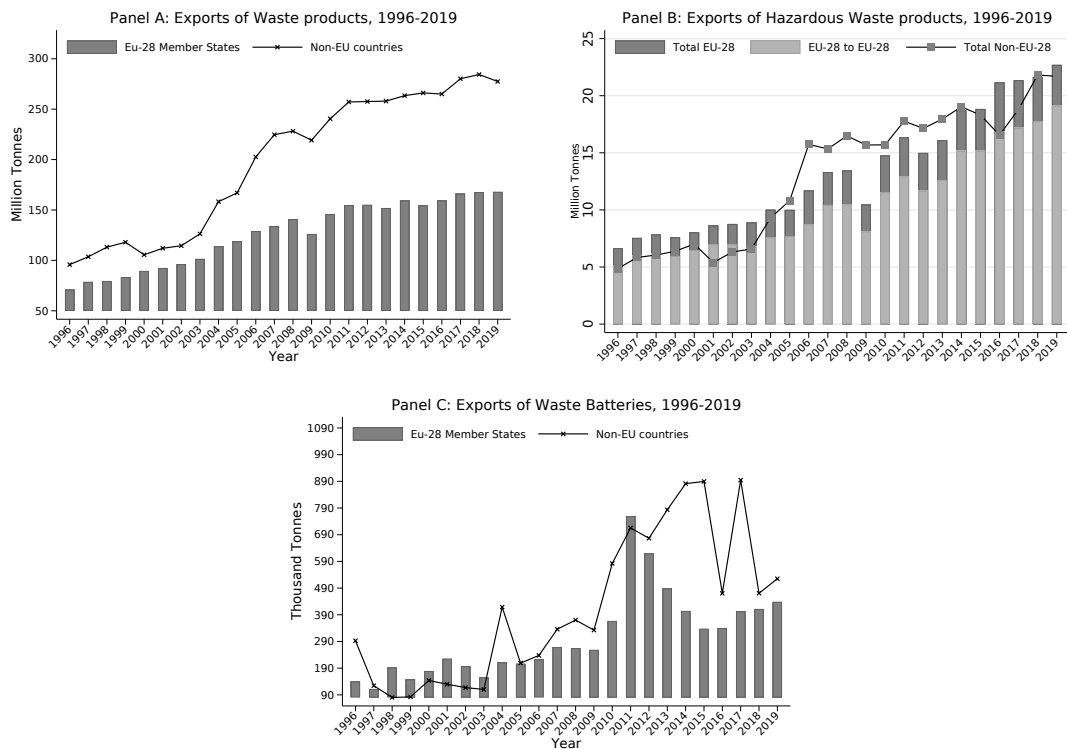 Panel A: Exports of Waste products, 1996-2019
Eu-28 Member States Non-EU countries
Million Tonnes
300
250
200
150
100
50
1996 1997 1998 1999 2000 2001 2002 2003 2004 2005 2006 2007 2008 2009 2010 2011 2012 2013 2014 2015 2016 2017 2018 2019
Year
Panel B: Exports of Hazardous Waste products, 1996-2019
Total EU-28 EU-28 to EU-28 Total Non-EU-28
Million Tonnes
25
20
15
10
5
0
1996 1997 1998 1999 2000 2001 2002 2003 2004 2005 2006 2007 2008 2009 2010 2011 2012 2013 2014 2015 2016 2017 2018 2019
Panel C: Exports of Waste Batteries, 1996-2019
Eu-28 Member States Non-EU countries
Thousand Tonnes
1090
990
890
790
690
590
490
390
290
190
90
1996 1997 1998 1999 2000 2001 2002 2003 2004 2005 2006 2007 2008 2009 2010 2011 2012 2013 2014 2015 2016 2017 2018 2019
Year